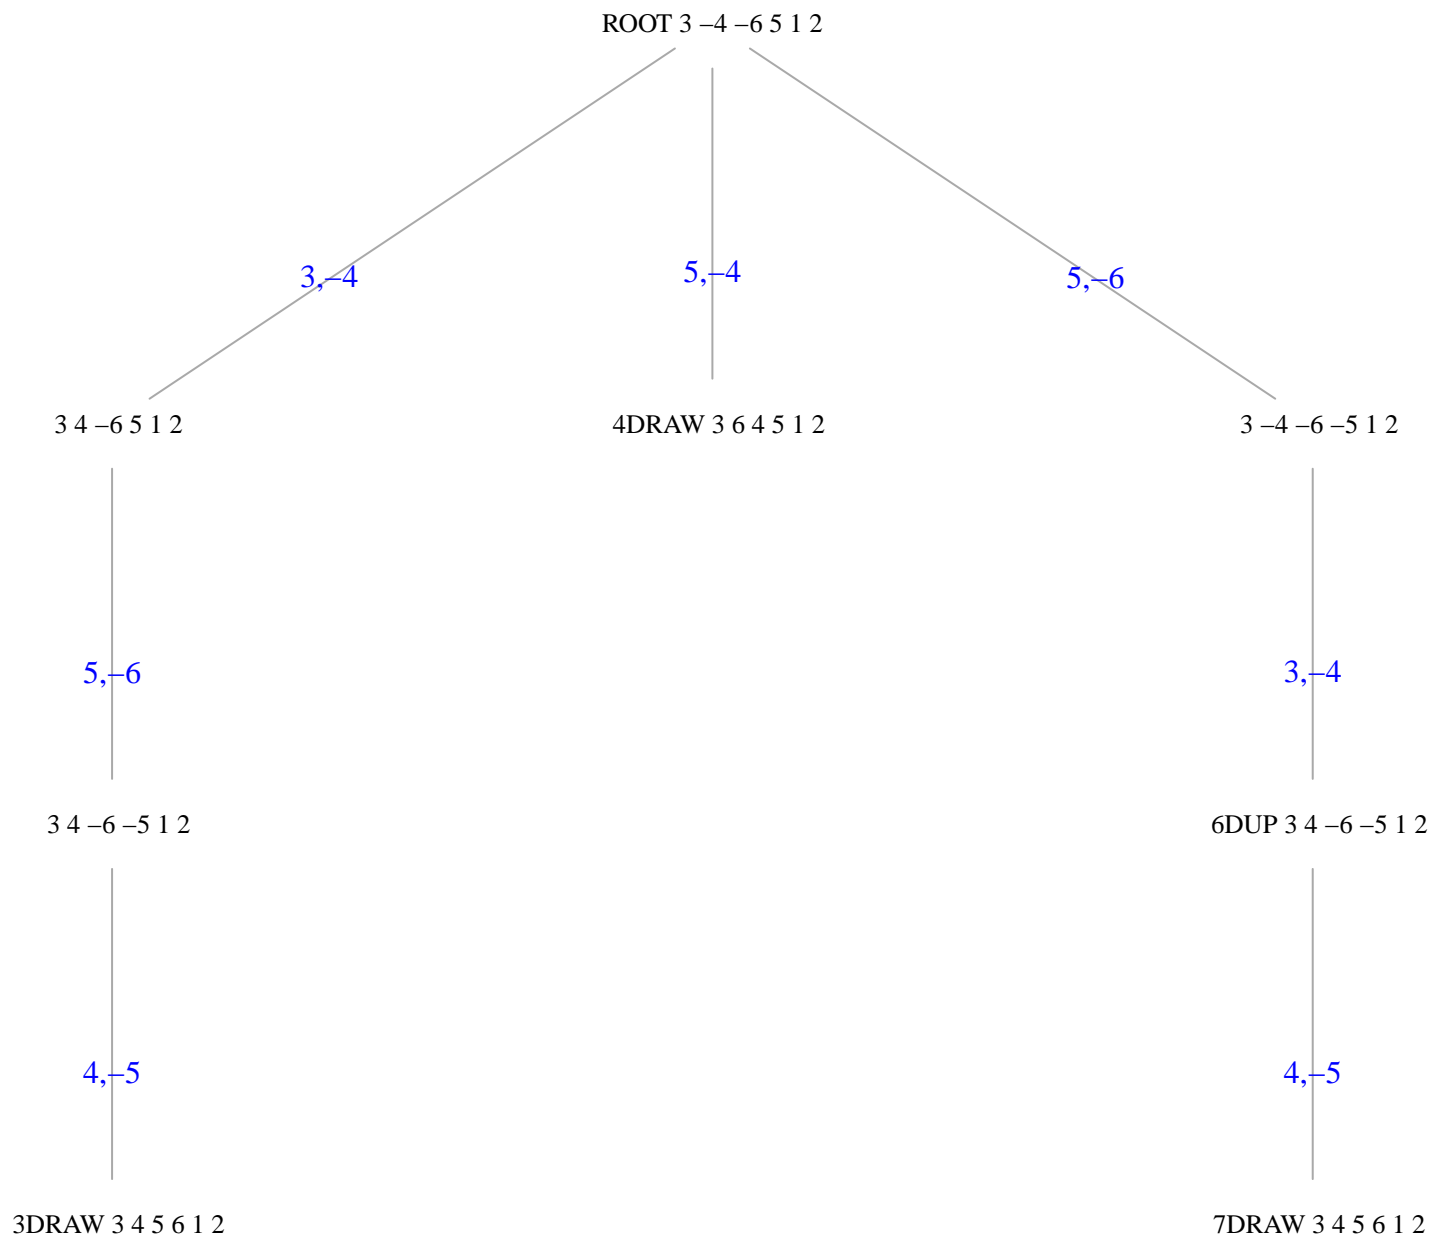 ROOT 3 –4 –6 5 1 2
3,–4
5,–4
5,–6
3 4 –6 5 1 2
4DRAW 3 6 4 5 1 2
3 –4 –6 –5 1 2
5,–6
3,–4
3 4 –6 –5 1 2
6DUP 3 4 –6 –5 1 2
4,–5
4,–5
3DRAW 3 4 5 6 1 2
7DRAW 3 4 5 6 1 2